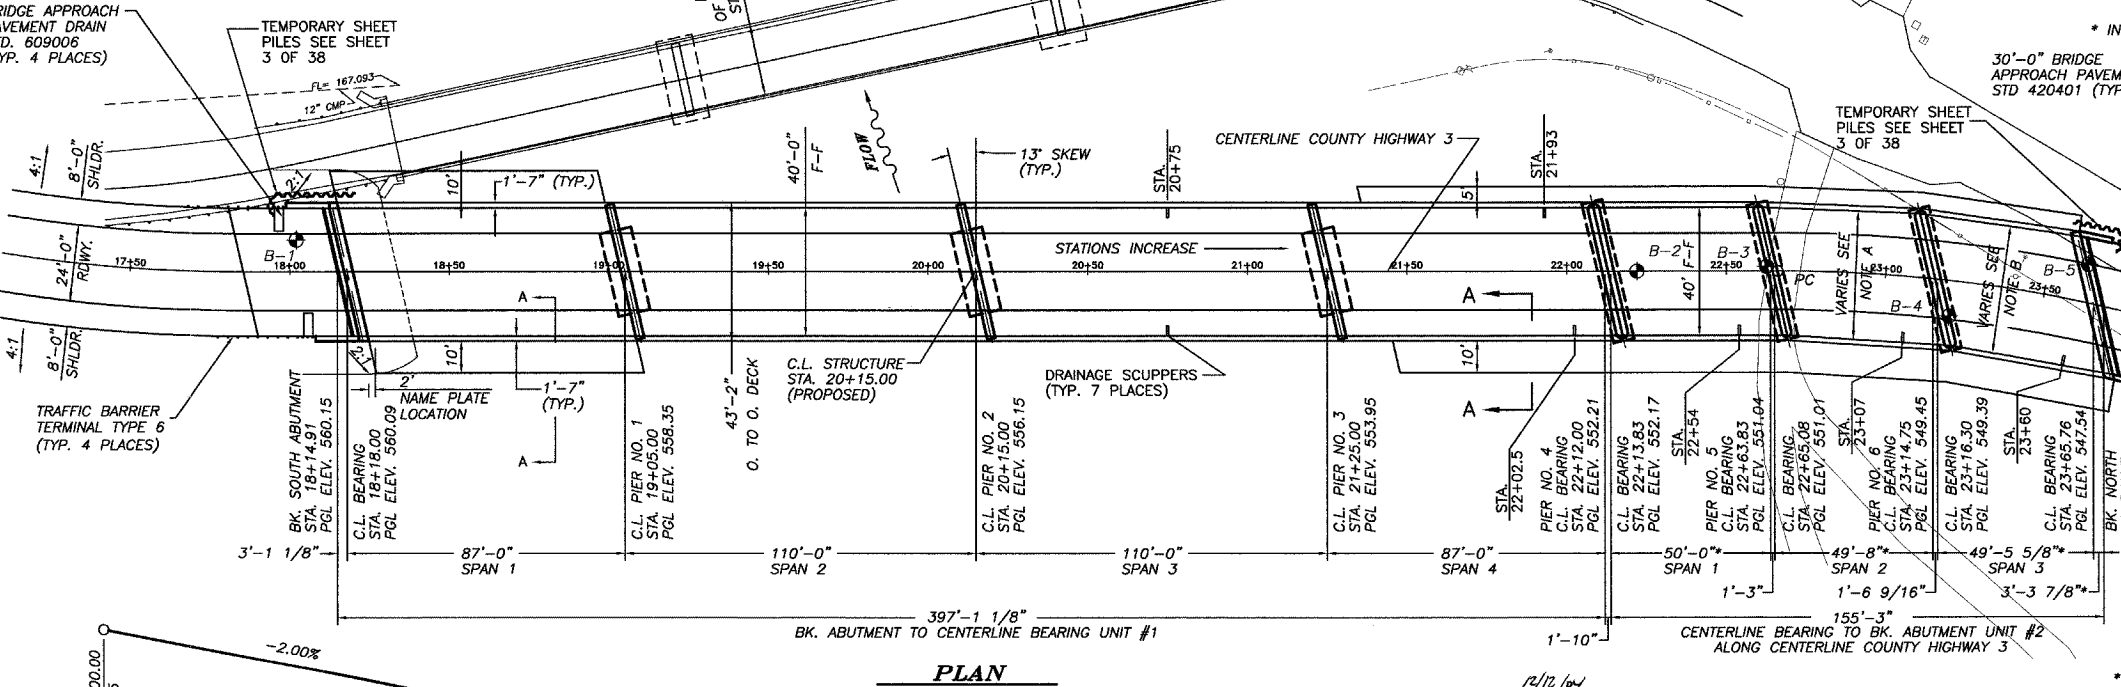 RIDGE APPROACH
AVEMENT DRAIN
D. 609006
YP. 4 PLACES)
TEMPORARY SHEET
PILES SEE SHEET
3 OF 38
OF
ST
FL= 167.093
12" CMP
FLOW
13° SKEW
(TYP.)
CENTERLINE COUNTY HIGHWAY 3
STA.
20+75
STA.
21+93
TEMPORARY SHEET
PILES SEE SHEET
3 OF 38
* IN
30'-0" BRIDGE
APPROACH PAVEM
STD 420401 (TYP
4:1
8'-0"
SHLDR.
2:1
10'
1'-7" (TYP.)
40'-0"
F-F
5'
24'-0"
RDWY.
17+50
B-1
18+00
18+50
19+00
19+50
20+00
20+50
21+00
21+50
22+00
22+50
23+00
23+50
STATIONS INCREASE
B-2
B-3
40' F-F
PC
VARIES SEE
NOTE A
B-4
VARIES SEE
NOTE B
B-5
A
A
A
A
4:1
8'-0"
SHLDR.
2:1
10'
2'
NAME PLATE
LOCATION
1'-7"
(TYP.)
43'-2"
O. TO O. DECK
C.L. STRUCTURE
STA. 20+15.00
(PROPOSED)
DRAINAGE SCUPPERS
(TYP. 7 PLACES)
10'
TRAFFIC BARRIER
TERMINAL TYPE 6
(TYP. 4 PLACES)
BK. SOUTH ABUTMENT
STA. 18+14.91
PGL ELEV. 560.15
C.L. BEARING
STA. 18+18.00
PGL ELEV. 560.09
C.L. PIER NO. 1
STA. 19+05.00
PGL ELEV. 558.35
C.L. PIER NO. 2
STA. 20+15.00
PGL ELEV. 556.15
C.L. PIER NO. 3
STA. 21+25.00
PGL ELEV. 553.95
STA.
22+02.5
PIER NO. 4
C.L. BEARING
STA. 22+12.00
PGL ELEV. 552.21
C.L. BEARING
STA. 22+13.83
PGL ELEV. 552.17
STA.
22+54
PIER NO. 5
C.L. BEARING
STA. 22+63.83
PGL ELEV. 551.04
C.L. BEARING
STA. 22+65.08
PGL ELEV. 551.01
STA.
23+07
PIER NO. 6
C.L. BEARING
STA. 23+14.75
PGL ELEV. 549.45
C.L. BEARING
STA. 23+16.30
PGL ELEV. 549.39
STA.
23+60
C.L. BEARING
STA. 23+65.76
PGL ELEV. 547.54
BK. NORTH
3'-1 1/8"
87'-0"
SPAN 1
110'-0"
SPAN 2
110'-0"
SPAN 3
87'-0"
SPAN 4
50'-0"*
SPAN 1
49'-8"*
SPAN 2
49'-5 5/8"*
SPAN 3
1'-3"
1'-6 9/16"
3'-3 7/8"*
397'-1 1/8"
BK. ABUTMENT TO CENTERLINE BEARING UNIT #1
1'-10"
155'-3"
CENTERLINE BEARING TO BK. ABUTMENT UNIT #2
ALONG CENTERLINE COUNTY HIGHWAY 3
00.00
-2.00%
PLAN
12/12/04